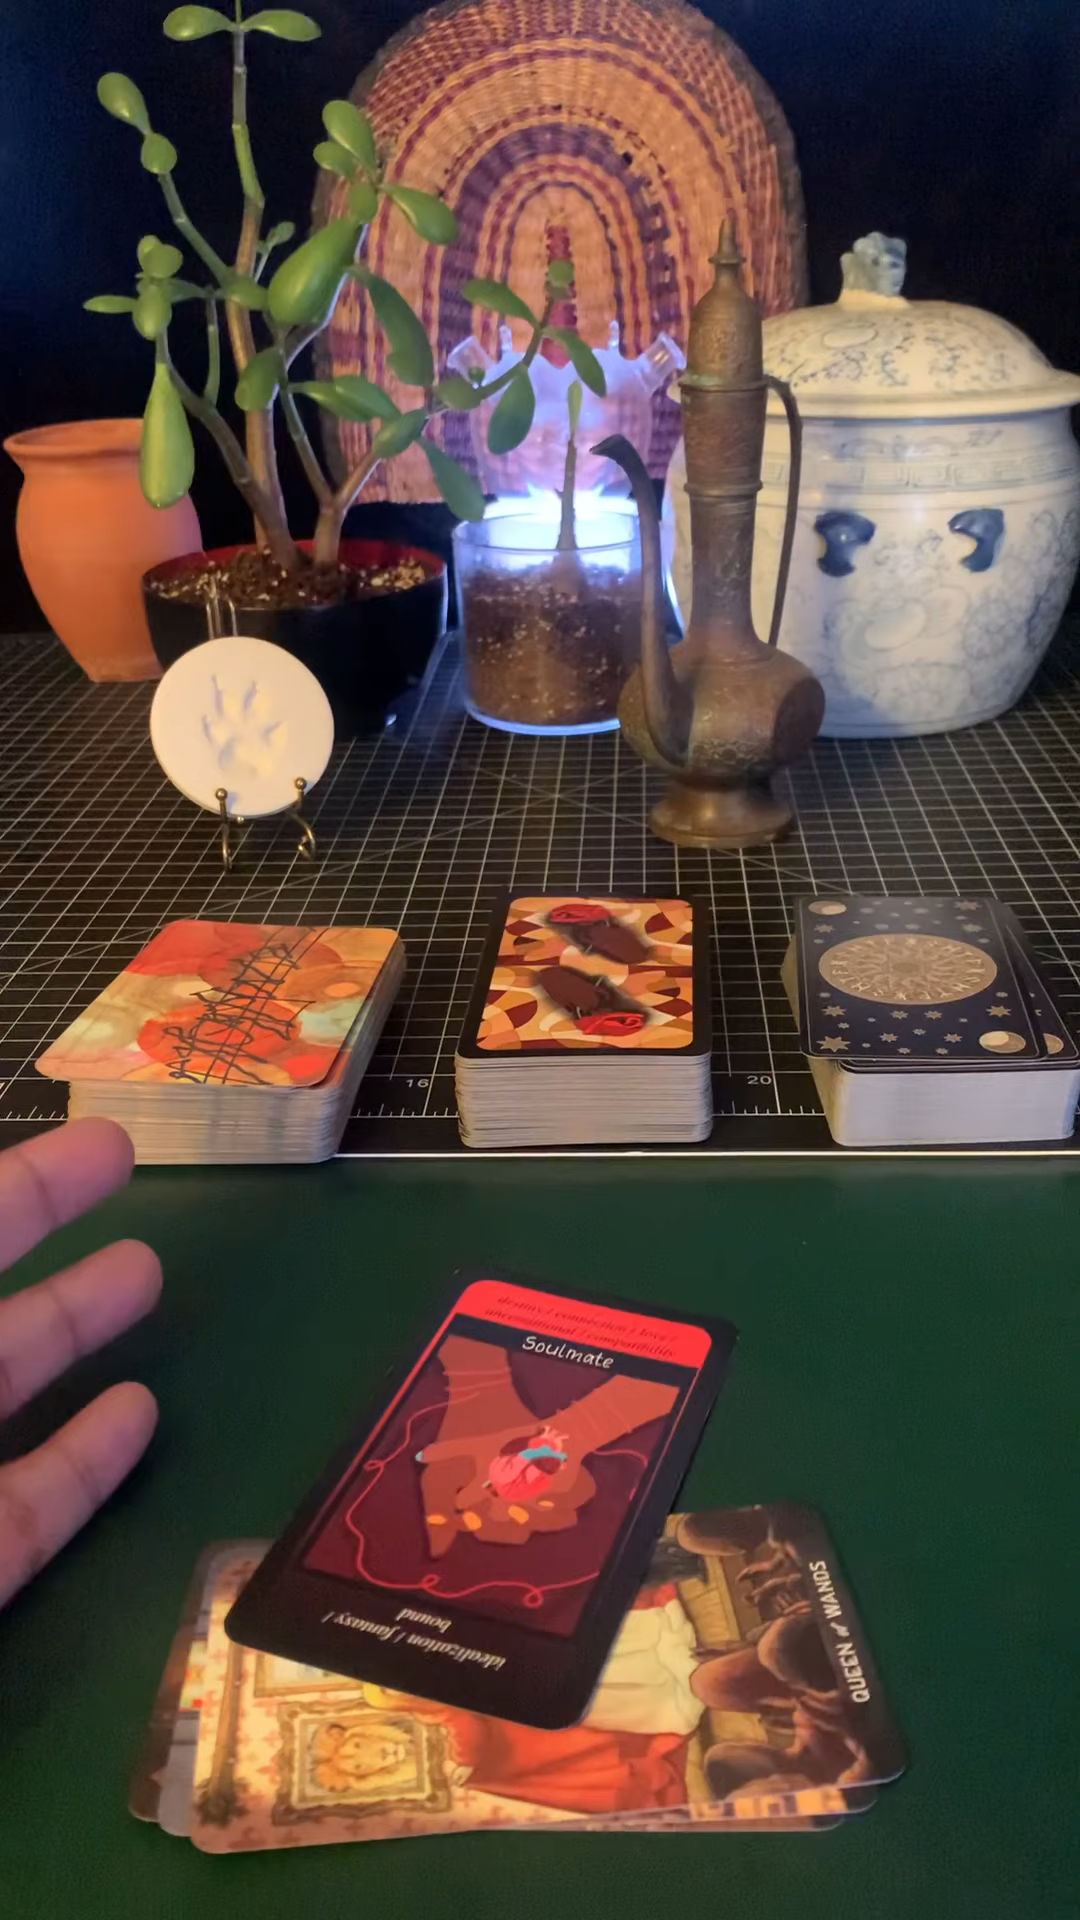 16
20
destiny / connection / love /
unconditional / compatibility
Soulmate
idealization / fantasy /
bound
QUEEN of WANDS